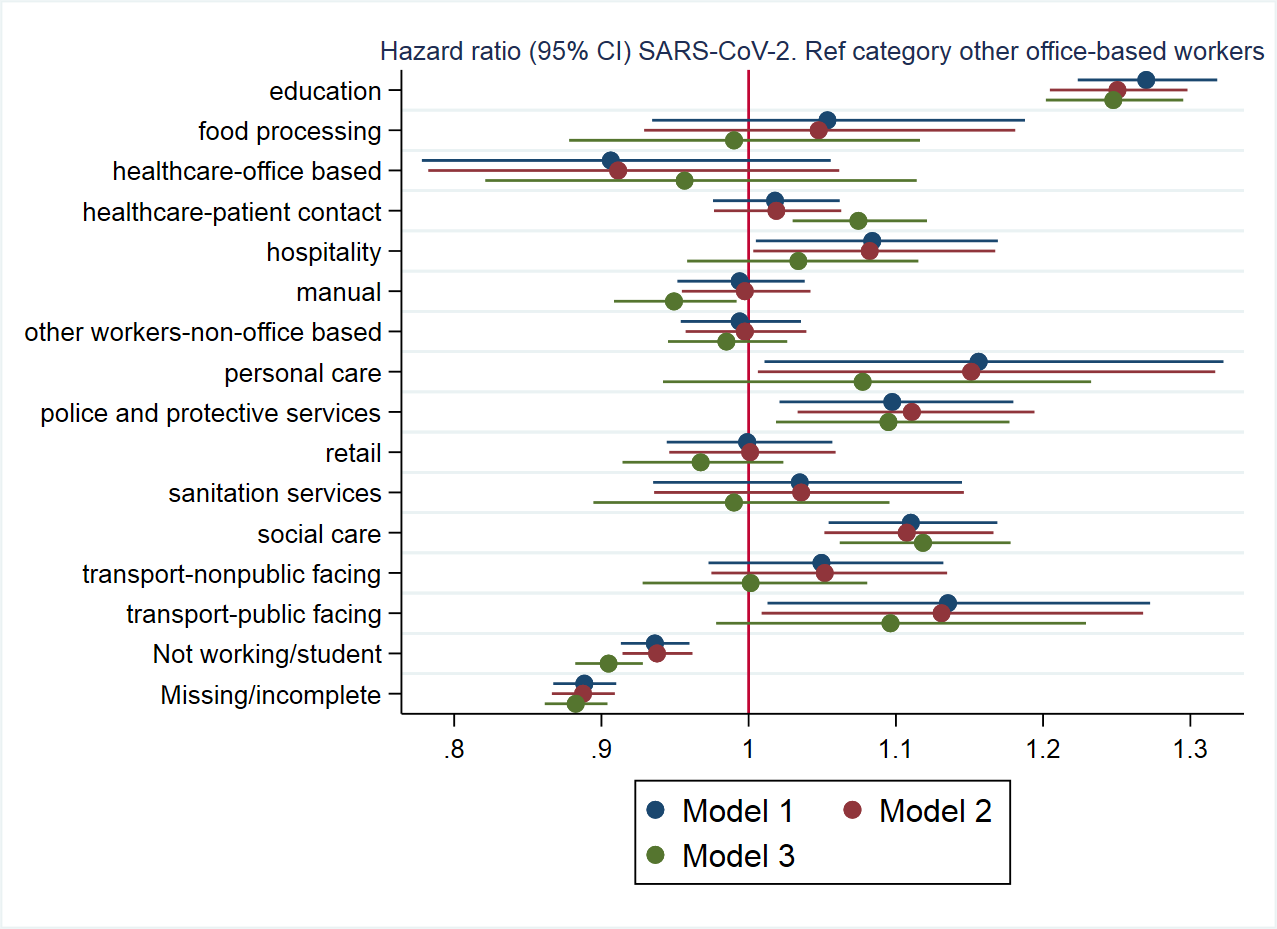 Hazard ratio (95% CI) SARS-CoV-2. Ref category other office-based workers
education
food processing
healthcare-office based
healthcare-patient contact
hospitality
manual
other workers-non-office based
personal care
police and protective services
retail
sanitation services
social care
transport-nonpublic facing
transport-public facing
Not working/student
Missing/incomplete
.8 .9 1 1.1 1.2 1.3
Model 1 Model 2
Model 3